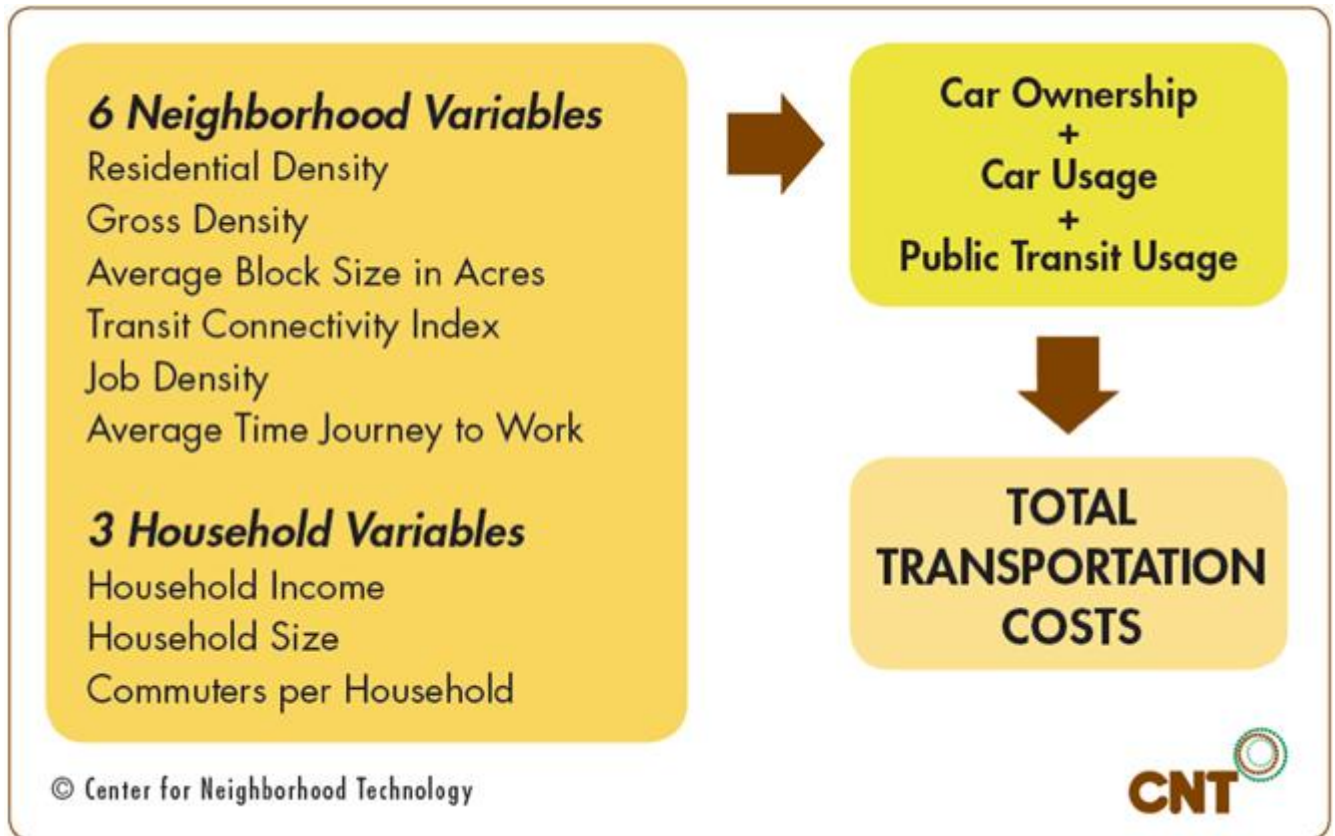 6 Neighborhood Variables
Residential Density
Gross Density
Average Block Size in Acres
Transit Connectivity Index
Job Density
Average Time Journey to Work
3 Household Variables
Household Income
Household Size
Commuters per Household
Car Ownership
+
Car Usage
+
Public Transit Usage
TOTAL
TRANSPORTATION
COSTS
© Center for Neighborhood Technology
CNT